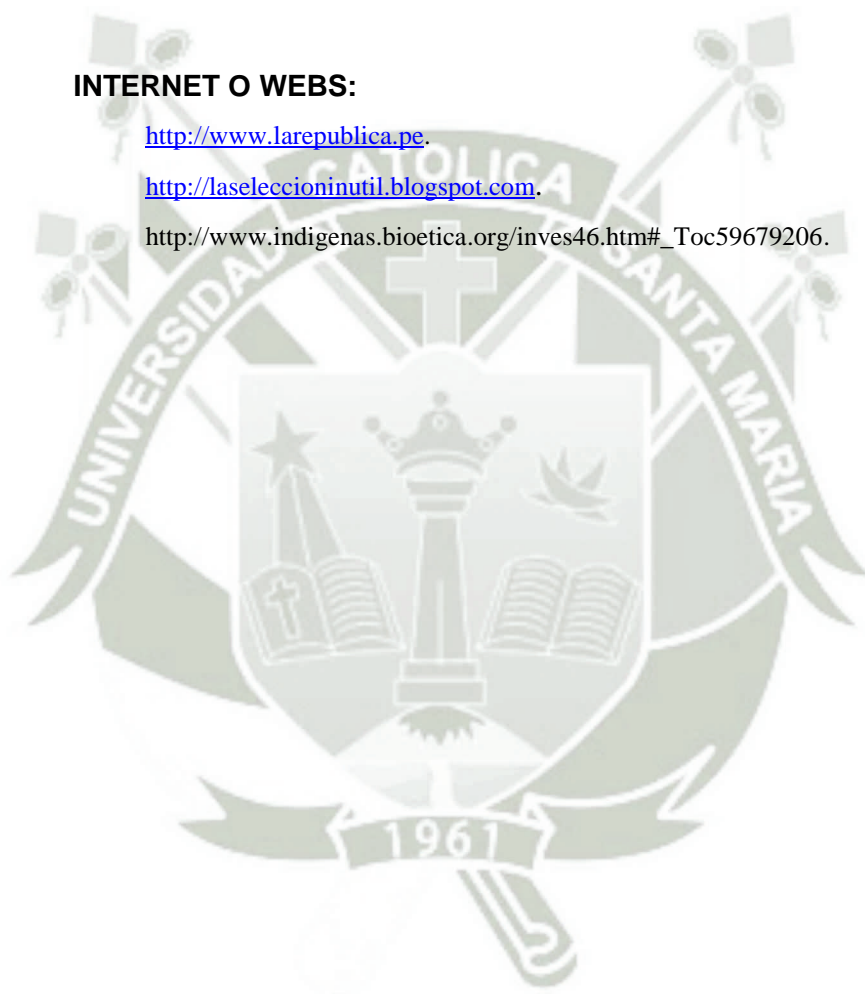 INTERNET O WEBS:
http://www.larepublica.pe.
http://laseleccioninutil.blogspot.com.
http://www.indigenas.bioetica.org/inves46.htm#_Toc59679206.
UNIVERSIDAD CATOLICA SANTA MARIA
1961